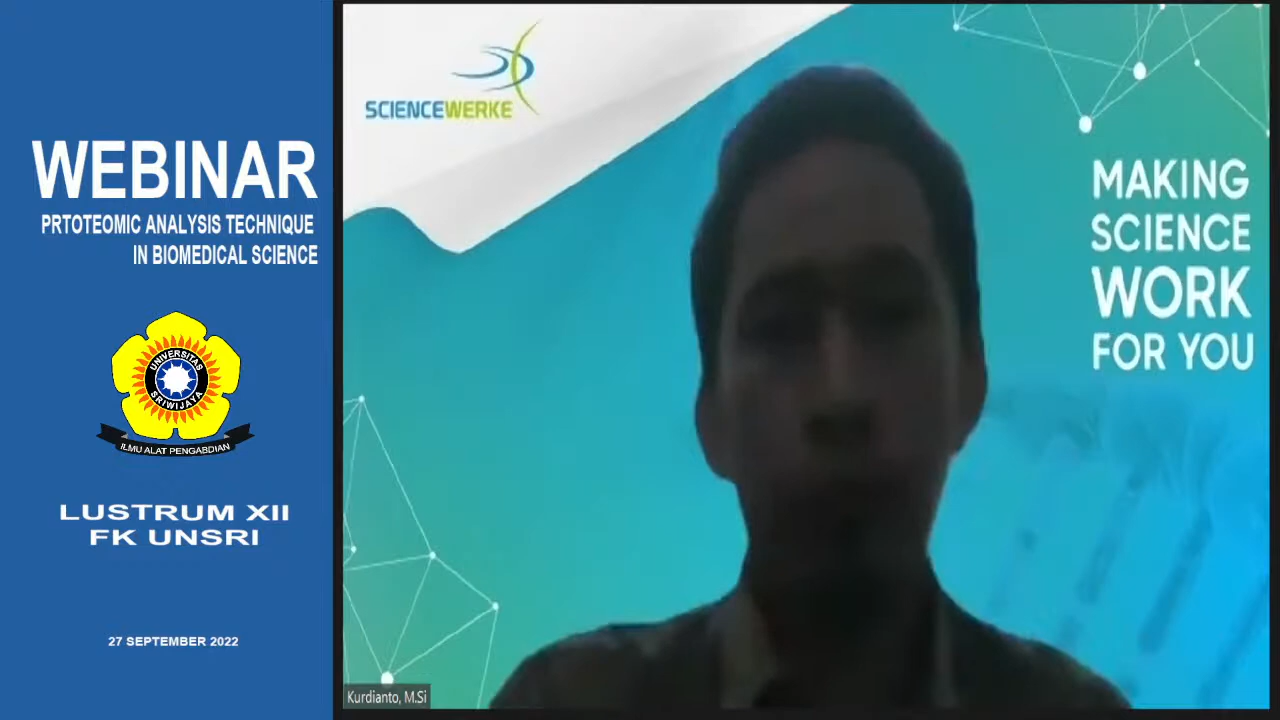 WEBINAR
PRTOTEOMIC ANALYSIS TECHNIQUE
IN BIOMEDICAL SCIENCE
UNIVERSITAS
SRIWIJAYA
ILMU ALAT PENGABDIAN
LUSTRUM XII
FK UNSRI
27 SEPTEMBER 2022
SCIENCEWERKE
MAKING
SCIENCE
WORK
FOR YOU
Kurdianto, M.Si